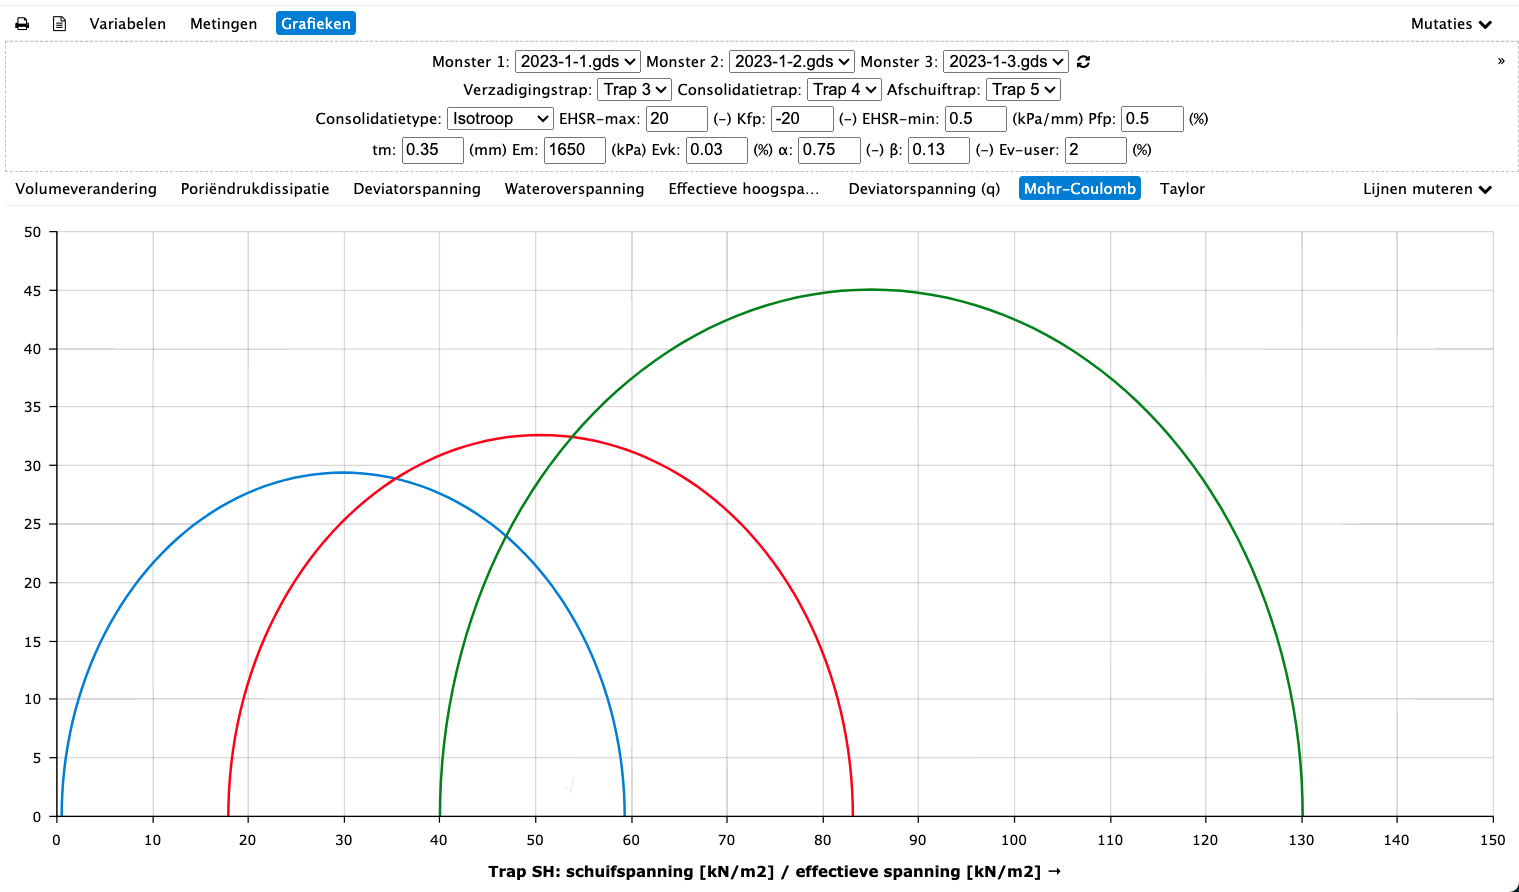 Variabelen Metingen Grafieken Mutaties
Monster 1: 2023-1-1.gds Monster 2: 2023-1-2.gds Monster 3: 2023-1-3.gds »
Verzadigingstrap: Trap 3 Consolidatietrap: Trap 4 Afschuiftrap: Trap 5
Consolidatietype: Isotroop EHSR-max: 20 (-) Kfp: -20 (-) EHSR-min: 0.5 (kPa/mm) Pfp: 0.5 (%)
tm: 0.35 (mm) Em: 1650 (kPa) Evk: 0.03 (%) α: 0.75 (-) β: 0.13 (-) Ev-user: 2 (%)
Volumeverandering Poriëndrukdissipatie Deviatorspanning Wateroverspanning Effectieve hoogspa... Deviatorspanning (q) Mohr-Coulomb Taylor Lijnen muteren
50
45
40
35
30
25
20
15
10
5
0
0 10 20 30 40 50 60 70 80 90 100 110 120 130 140 150
Trap SH: schuifspanning [kN/m2] / effectieve spanning [kN/m2] →